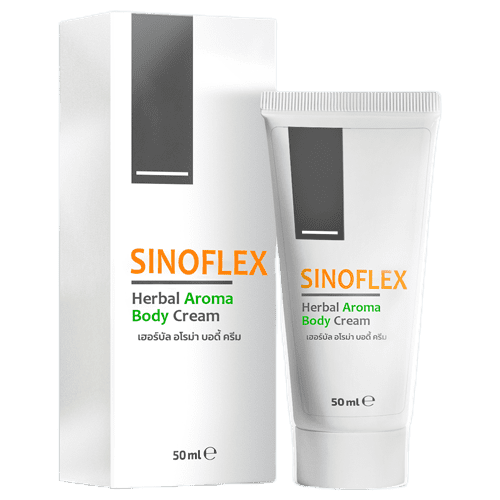 SINOFLEX
Herbal Aroma
Body Cream
เฮอร์บัล อโรม่า บอดี้ ครีม
50 ml ℮
SINOFLEX
Herbal Aroma
Body Cream
เฮอร์บัล อโรม่า บอดี้ ครีม
50 ml ℮